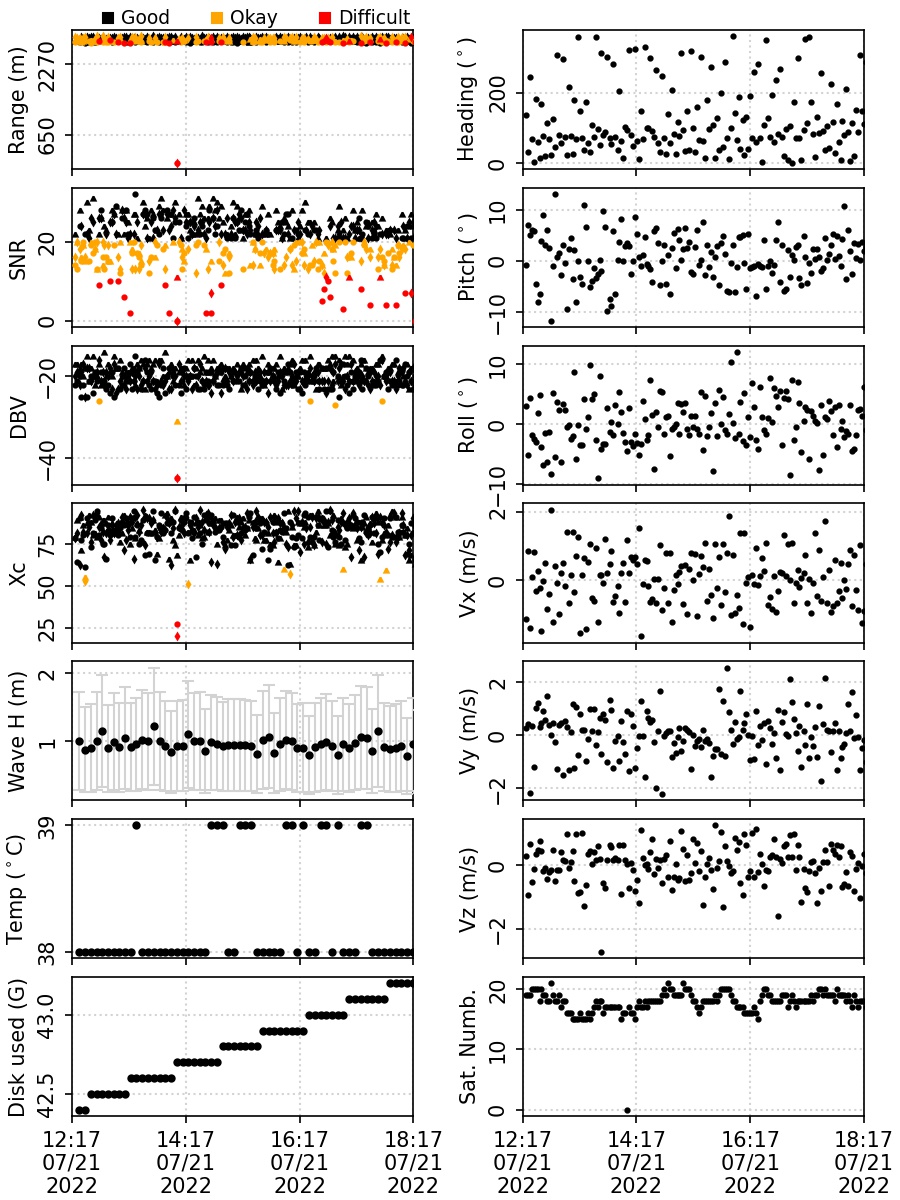 Good Okay Difficult
Range (m)
2270
650
SNR
20
0
DBV
−20
−40
Xc
75
50
25
Wave H (m)
2
1
Temp (°C)
39
38
Disk used (G)
43.0
42.5
12:17 14:17 16:17 18:17
07/21 07/21 07/21 07/21
2022 2022 2022 2022
Heading (°)
200
0
Pitch (°)
10
0
−10
Roll (°)
10
0
−10
Vx (m/s)
2
0
Vy (m/s)
2
0
−2
Vz (m/s)
0
−2
Sat. Numb.
20
10
0
12:17 14:17 16:17 18:17
07/21 07/21 07/21 07/21
2022 2022 2022 2022